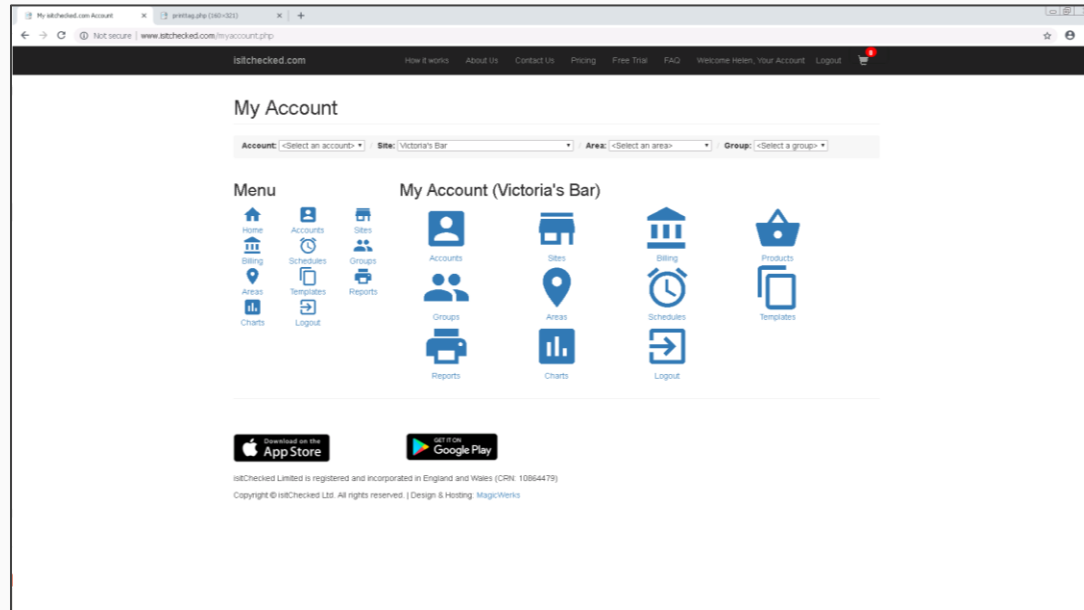 My isitchecked.com Account
printtag.php (160×321)
Not secure | www.isitchecked.com/myaccount.php
isitchecked.com How it works About Us Contact Us Pricing Free Trial FAQ Welcome Helen, Your Account Logout 8
My Account
Account: <Select an account> / Site: Victoria's Bar / Area: <Select an area> / Group: <Select a group>
Menu
Home Accounts Sites
Billing Schedules Groups
Areas Templates Reports
Charts Logout
My Account (Victoria's Bar)
Accounts Sites Billing Products
Groups Areas Schedules Templates
Reports Charts Logout
Download on the
App Store
GET IT ON
Google Play
isitChecked Limited is registered and incorporated in England and Wales (CRN: 10864479)
Copyright © isitChecked Ltd. All rights reserved. | Design & Hosting: MagicWerks